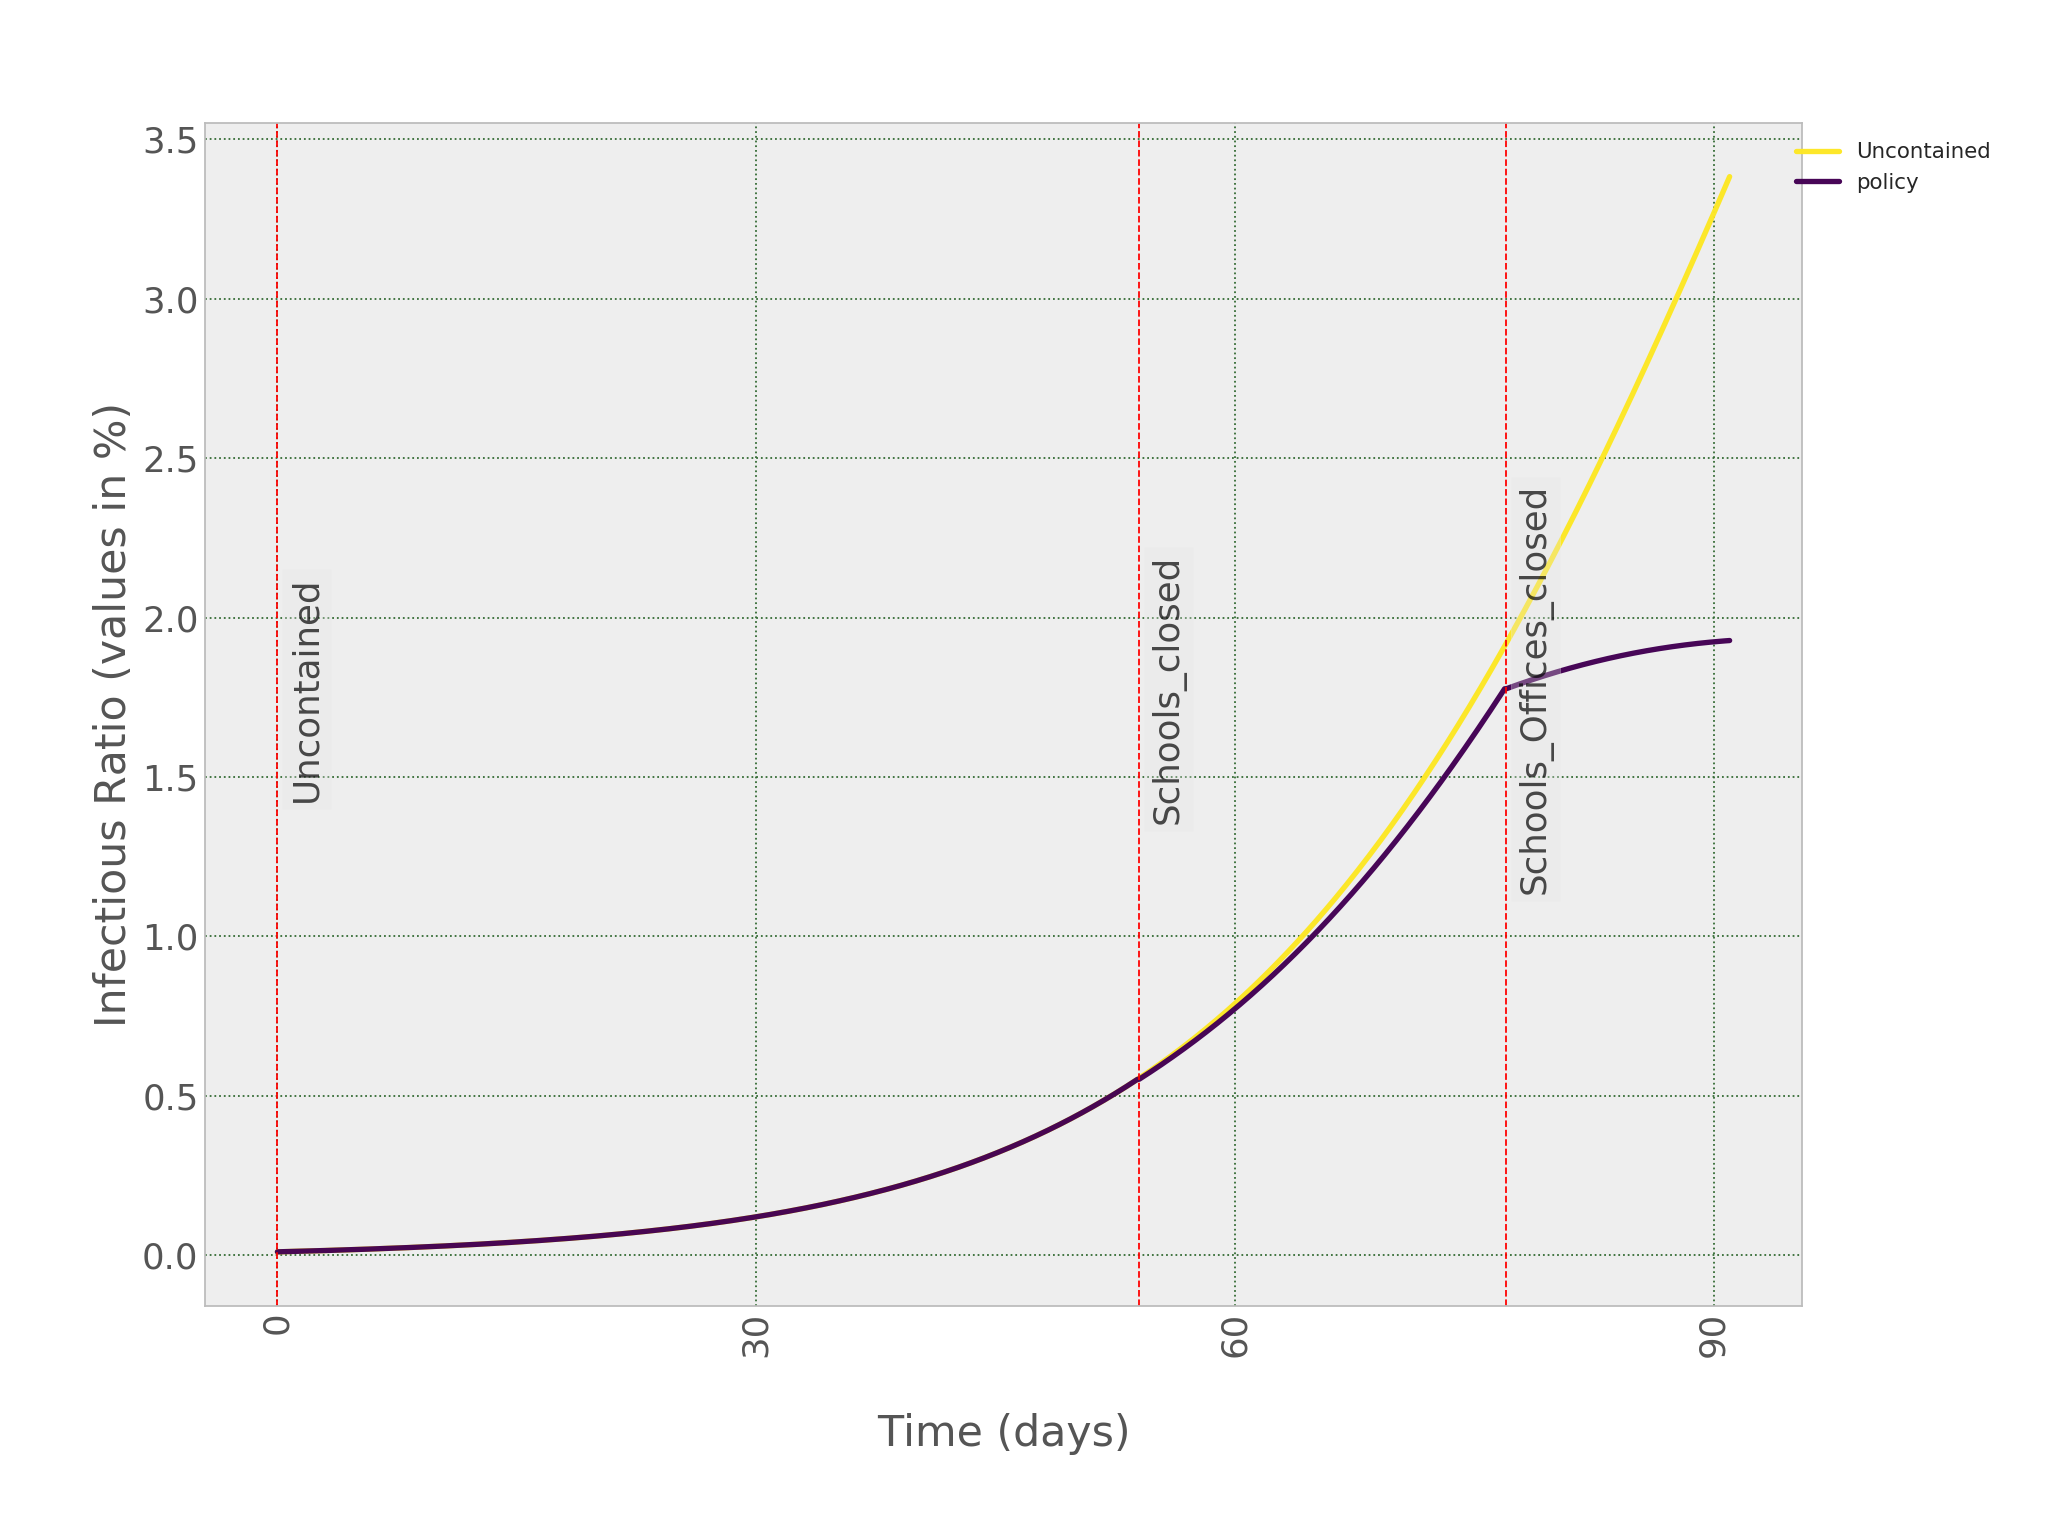 3.5
3.0
2.5
2.0
1.5
1.0
0.5
0.0
Infectious Ratio (values in %)
Uncontained
Schools_closed
Schools_Offices_closed
Uncontained
policy
0
30
60
90
Time (days)